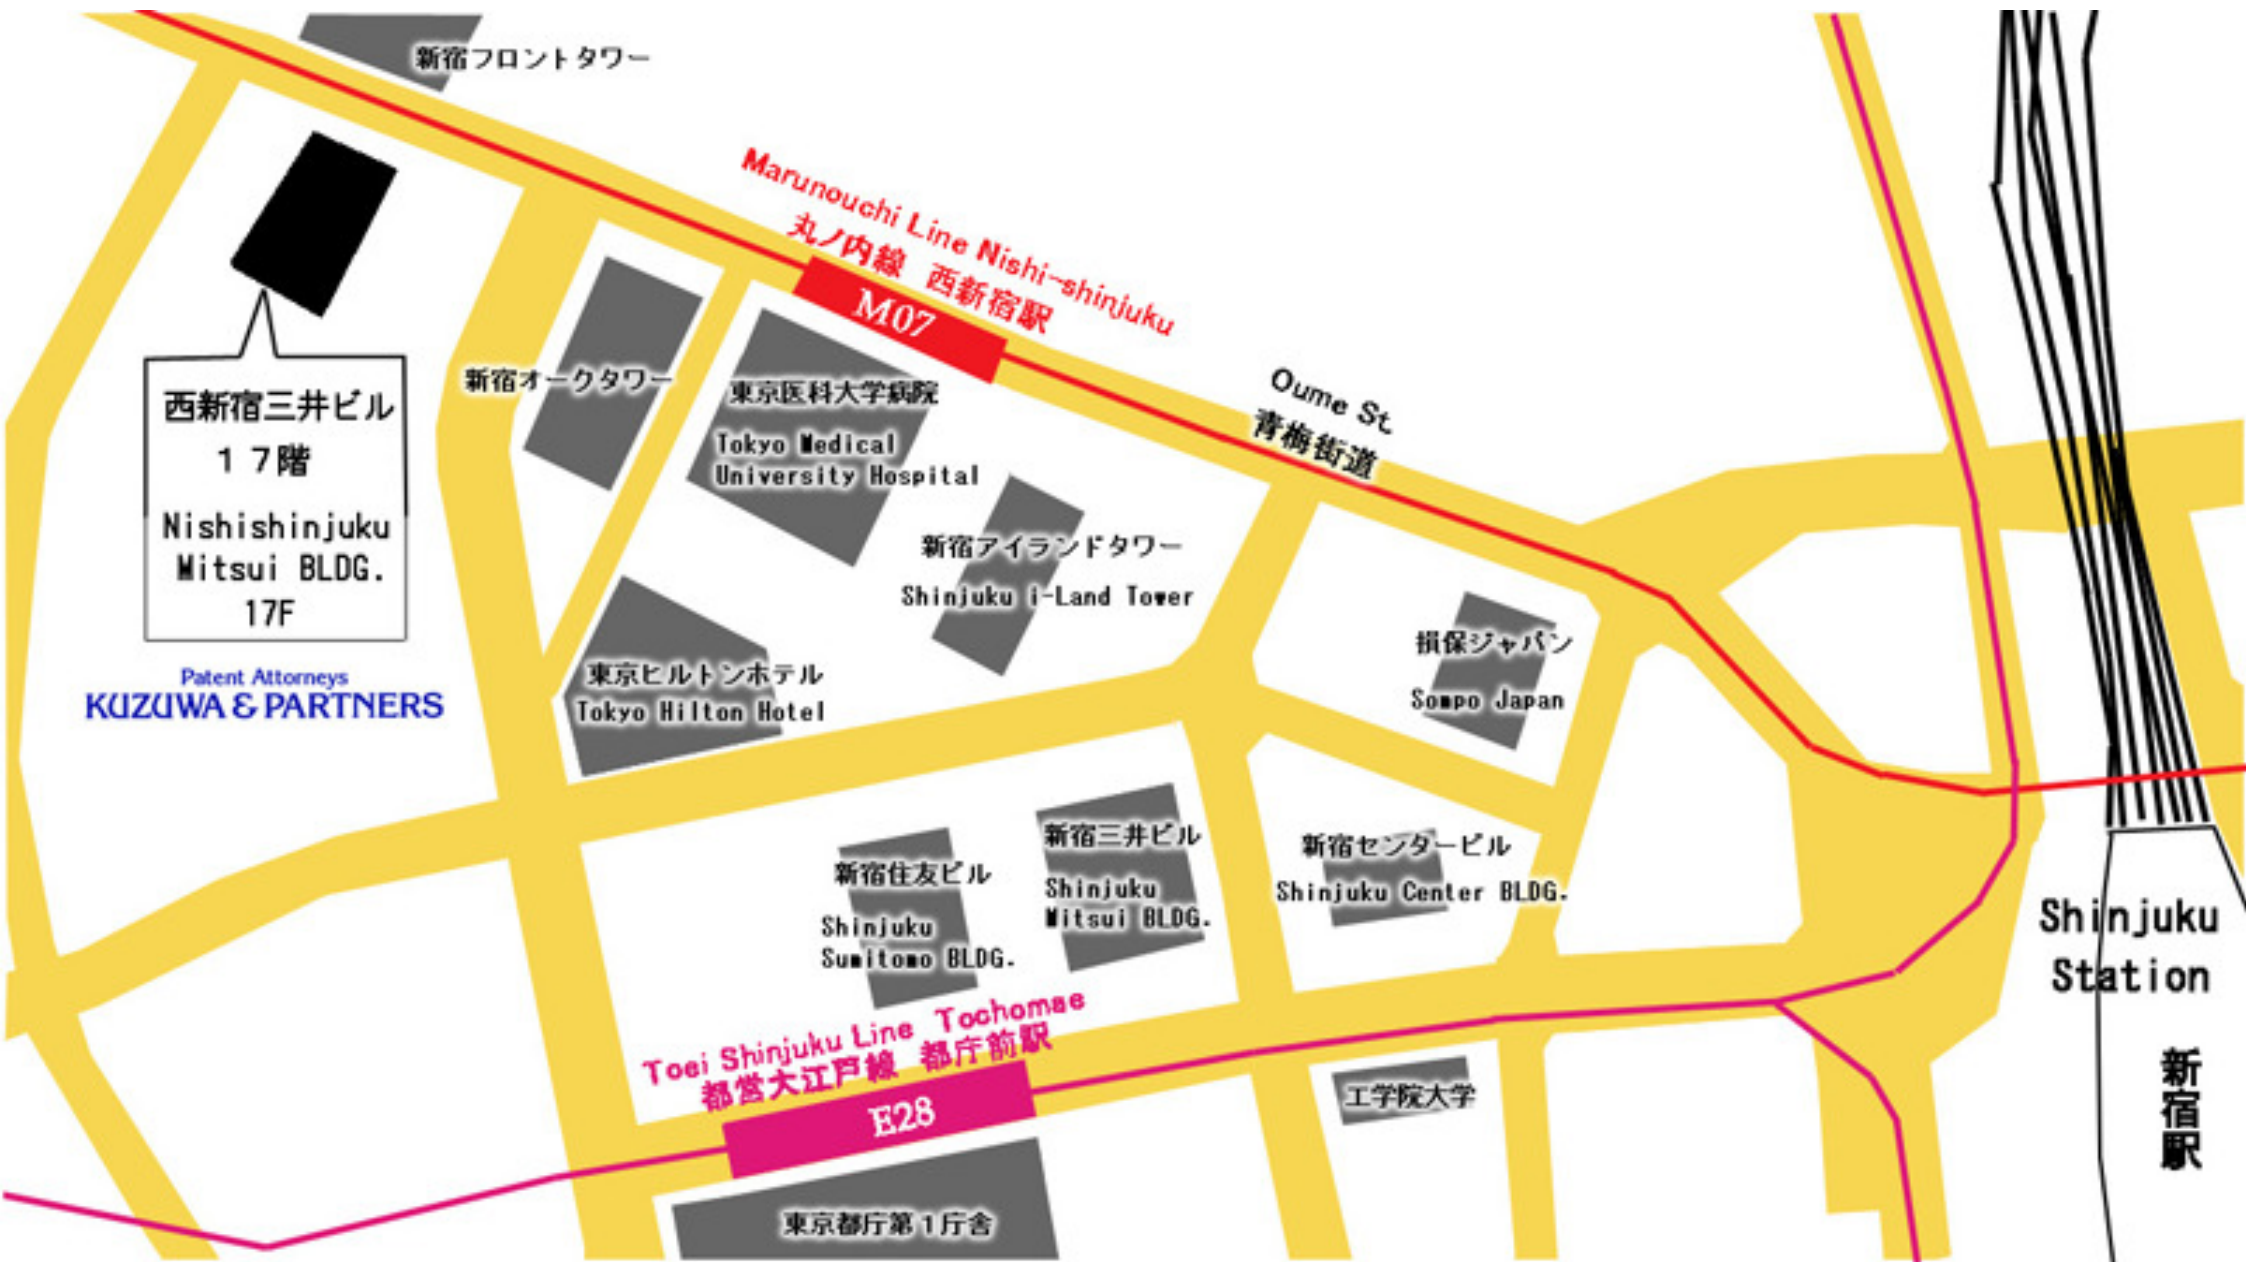 新宿フロントタワー
Marunouchi Line Nishi-shinjuku
丸ノ内線 西新宿駅
M07
Oume St.
青梅街道
新宿オークタワー
東京医科大学病院
Tokyo Medical
University Hospital
西新宿三井ビル
17階
Nishishinjuku
Mitsui BLDG.
17F
Patent Attorneys
KUZUWA & PARTNERS
新宿アイランドタワー
Shinjuku i-Land Tower
東京ヒルトンホテル
Tokyo Hilton Hotel
損保ジャパン
Sompo Japan
新宿住友ビル
Shinjuku
Sumitomo BLDG.
新宿三井ビル
Shinjuku
Mitsui BLDG.
新宿センタービル
Shinjuku Center BLDG.
Shinjuku
Station
新宿駅
Toei Shinjuku Line Tochomae
都営大江戸線 都庁前駅
E28
工学院大学
東京都庁第1庁舎